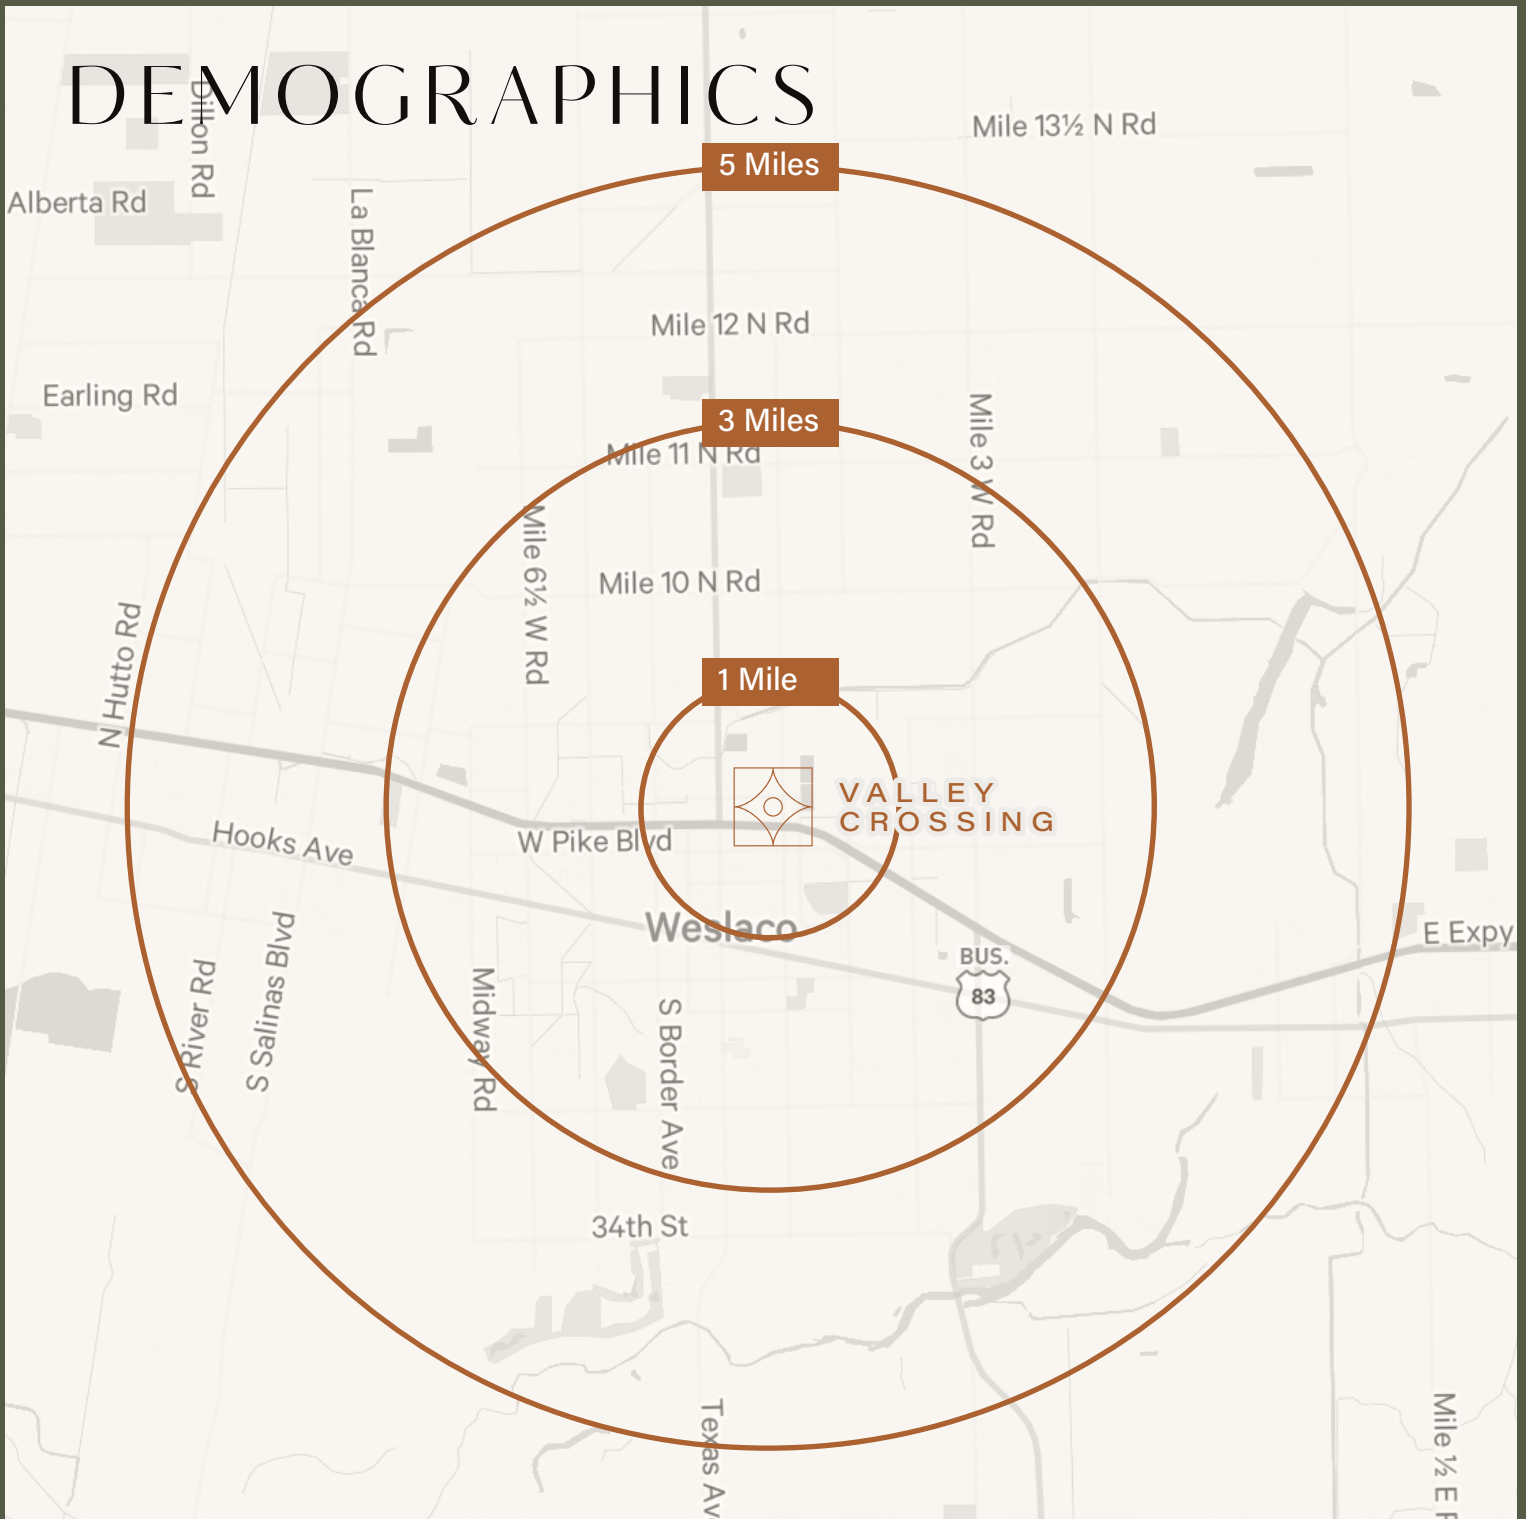 DEMOGRAPHICS
Dillon Rd
Mile 13½ N Rd
5 Miles
Alberta Rd
La Blanca Rd
Mile 12 N Rd
Earling Rd
3 Miles
Mile 3 W Rd
Mile 11 N Rd
Mile 6½ W Rd
Mile 10 N Rd
N Hutto Rd
1 Mile
VALLEY
CROSSING
Hooks Ave
W Pike Blvd
Weslaco
S Salinas Blvd
E Expy
BUS.
83
S River Rd
Midway Rd
S Border Ave
34th St
Texas Av
Mile ½ E